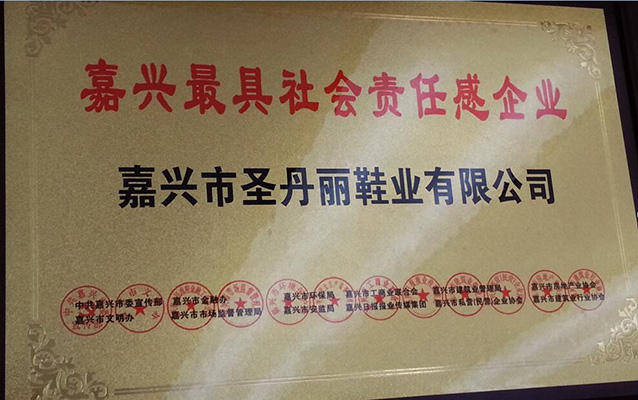 嘉兴最具社会责任感企业
嘉兴市圣丹丽鞋业有限公司
中共嘉兴市委宣传部 嘉兴市金融办 嘉兴市环保局 嘉兴市工商业联合会 嘉兴市建筑业管理局 嘉兴市房地产业协会
嘉兴市文明办 嘉兴市市场监督管理局 嘉兴市安监局 嘉兴日报报业传媒集团 嘉兴市私营(民营)企业协会 嘉兴市建筑业行业协会